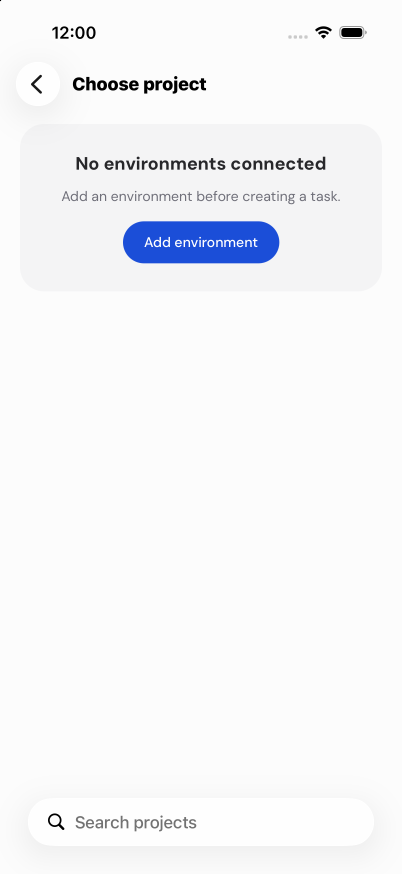 12:00
Choose project
No environments connected
Add an environment before creating a task.
Add environment
Search projects